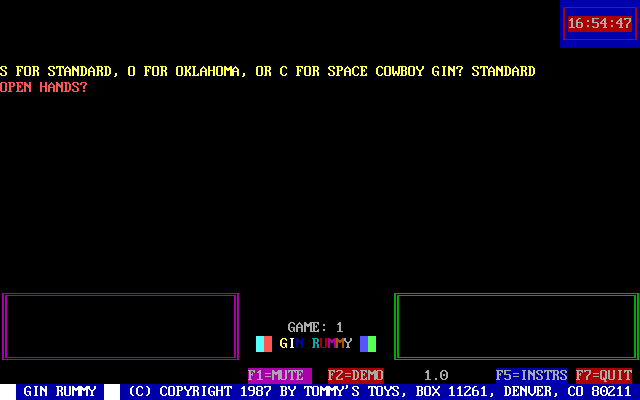 16:54:47
S FOR STANDARD, O FOR OKLAHOMA, OR C FOR SPACE COWBOY GIN? STANDARD
OPEN HANDS?
GAME: 1
GIN RUMMY
F1=MUTE F2=DEMO 1.0 F5=INSTRS F7=QUIT
GIN RUMMY (C) COPYRIGHT 1987 BY TOMMY'S TOYS, BOX 11261, DENVER, CO 80211